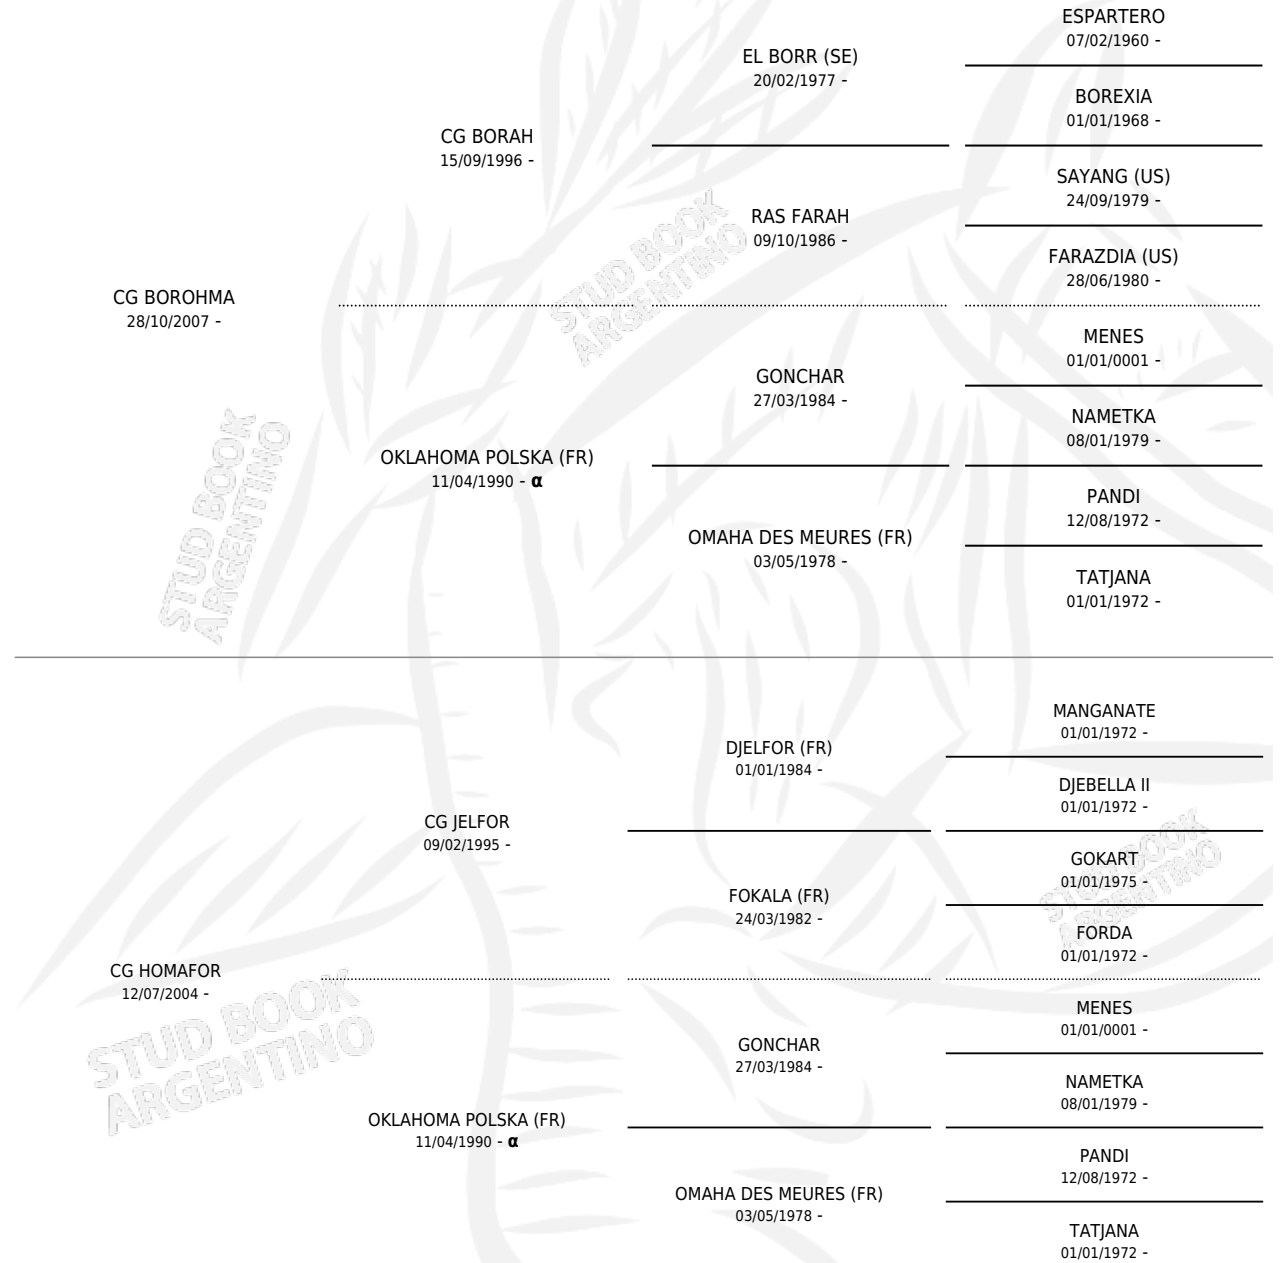 ESPARTERO
07/02/1960 -
EL BORR (SE)
20/02/1977 -
BOREXIA
01/01/1968 -
CG BORAH
15/09/1996 -
SAYANG (US)
24/09/1979 -
RAS FARAH
09/10/1986 -
FARAZDIA (US)
28/06/1980 -
CG BOROHMA
28/10/2007 -
MENES
01/01/0001 -
GONCHAR
27/03/1984 -
NAMETKA
08/01/1979 -
OKLAHOMA POLSKA (FR)
11/04/1990 - α
PANDI
12/08/1972 -
OMAHA DES MEURES (FR)
03/05/1978 -
TATJANA
01/01/1972 -
STUD BOOK
ARGENTINO
STUD BOOK
ARGENTINO
MANGANATE
01/01/1972 -
DJELFOR (FR)
01/01/1984 -
DJEBELLA II
01/01/1972 -
CG JELFOR
09/02/1995 -
GOKART
01/01/1975 -
FOKALA (FR)
24/03/1982 -
FORDA
01/01/1972 -
CG HOMAFOR
12/07/2004 -
MENES
01/01/0001 -
GONCHAR
27/03/1984 -
NAMETKA
08/01/1979 -
OKLAHOMA POLSKA (FR)
11/04/1990 - α
PANDI
12/08/1972 -
OMAHA DES MEURES (FR)
03/05/1978 -
TATJANA
01/01/1972 -
STUD BOOK
ARGENTINO
STUD BOOK
ARGENTINO